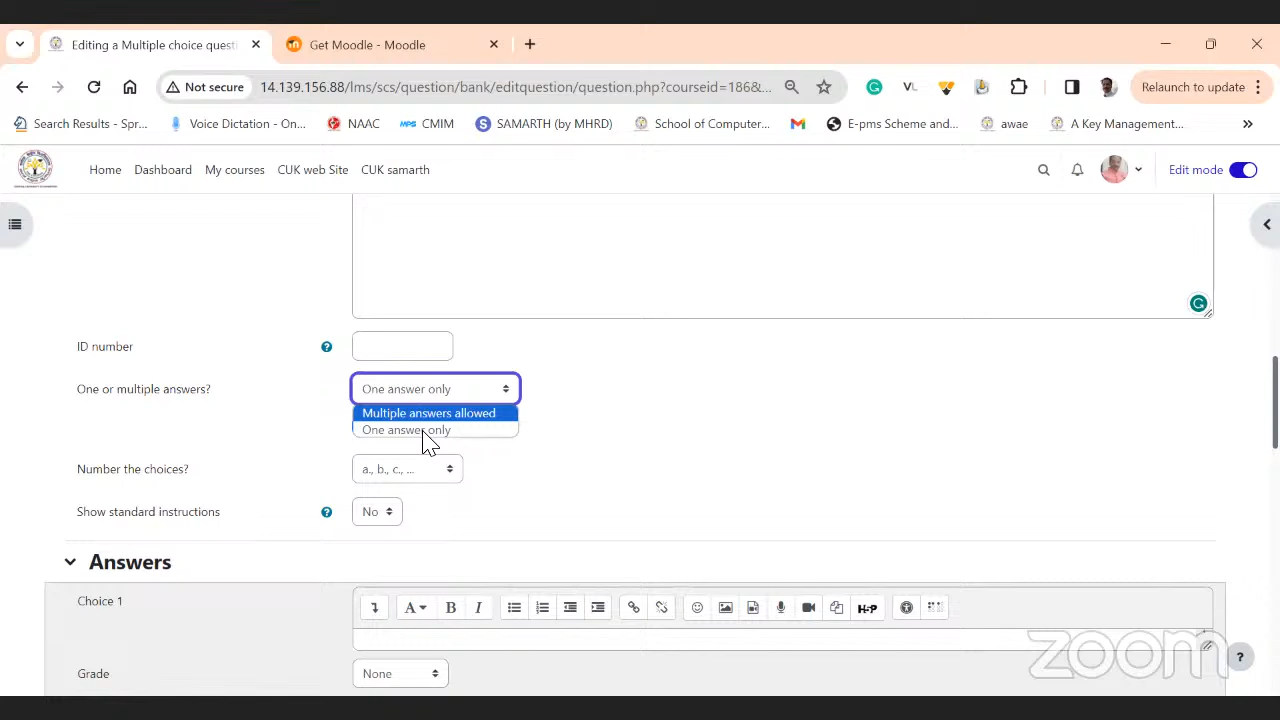 Editing a Multiple choice questi
Get Moodle - Moodle
Not secure
14.139.156.88/lms/scs/question/bank/editquestion/question.php?courseid=186&...
VL
Relaunch to update
Search Results - Spr...
Voice Dictation - On...
NAAC
MPS CMIM
S SAMARTH (by MHRD)
School of Computer...
E-pms Scheme and...
awae
A Key Management...
Home
Dashboard
My courses
CUK web Site
CUK samarth
Edit mode
ID number
One or multiple answers?
One answer only
Multiple answers allowed
One answer only
Number the choices?
a., b., c., ...
Show standard instructions
No
Answers
Choice 1
A
B
I
H5P
Grade
None
zoom
?